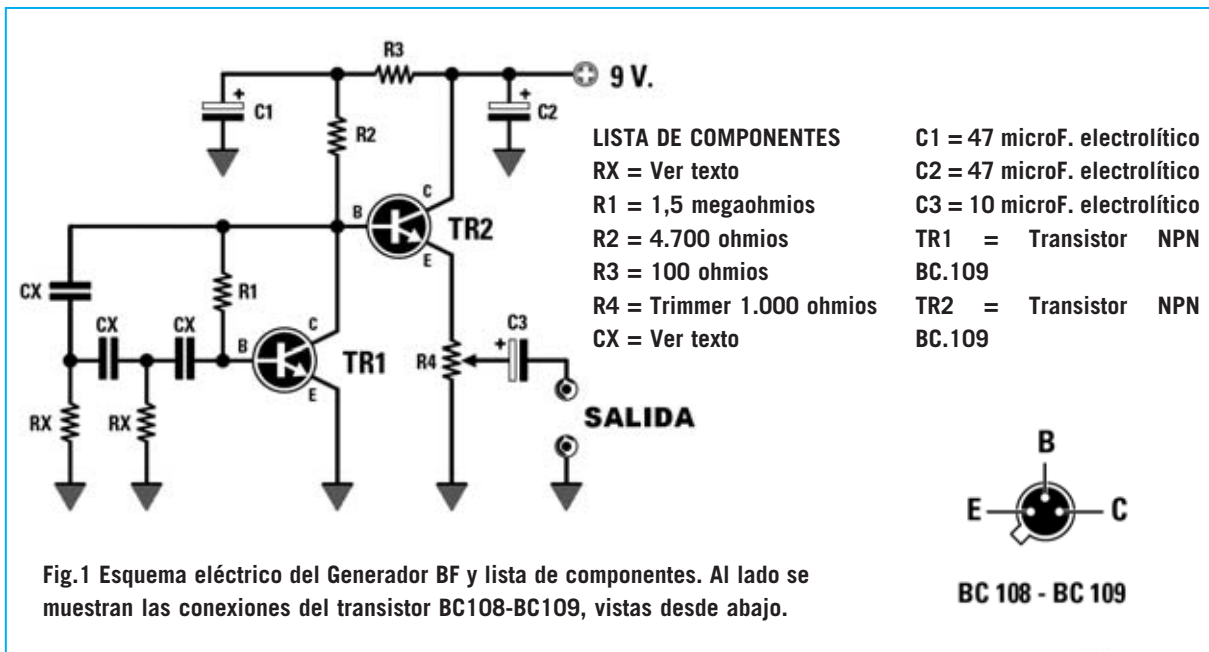 R3
9 V.
C1
+
C2
+
R2
LISTA DE COMPONENTES
RX = Ver texto
R1 = 1,5 megaohmios
R2 = 4.700 ohmios
R3 = 100 ohmios
R4 = Trimmer 1.000 ohmios
CX = Ver texto
C1 = 47 microF. electrolítico
C2 = 47 microF. electrolítico
C3 = 10 microF. electrolítico
TR1 = Transistor NPN
BC.109
TR2 = Transistor NPN
BC.109
B
C
E
TR2
CX
CX
CX
R1
B
C
E
TR1
R4
+
C3
RX
RX
SALIDA
B
E
C
BC 108 - BC 109
Fig.1 Esquema eléctrico del Generador BF y lista de componentes. Al lado se
muestran las conexiones del transistor BC108-BC109, vistas desde abajo.